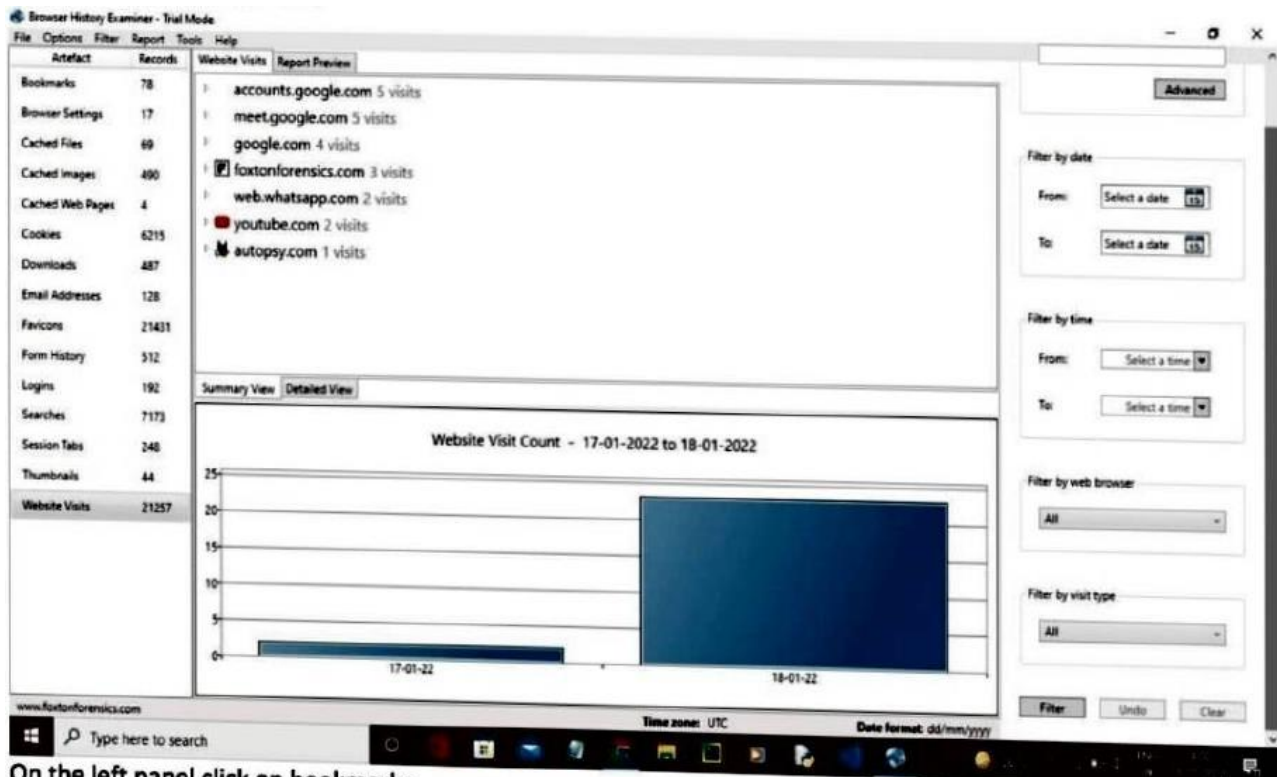 Browser History Examiner - Trial Mode
File Options Filter Report Tools Help
Artefact Records
Bookmarks 78
Browser Settings 17
Cached Files 69
Cached Images 490
Cached Web Pages 4
Cookies 6215
Downloads 487
Email Addresses 128
Favicons 21431
Form History 512
Logins 192
Searches 7173
Session Tabs 248
Thumbnails 44
Website Visits 21257
Website Visits Report Preview
accounts.google.com 5 visits
meet.google.com 5 visits
google.com 4 visits
foxtonforensics.com 3 visits
web.whatsapp.com 2 visits
youtube.com 2 visits
autopsy.com 1 visits
Summary View Detailed View
Website Visit Count - 17-01-2022 to 18-01-2022
25
20
15
10
5
0
17-01-22 18-01-22
Advanced
Filter by date
From: Select a date 15
To: Select a date 15
Filter by time
From: Select a time
To: Select a time
Filter by web browser
All
Filter by visit type
All
Filter Undo Clear
www.foxtonforensics.com Time zone: UTC Date format: dd/mm/yyyy
Type here to search
On the left panel click on